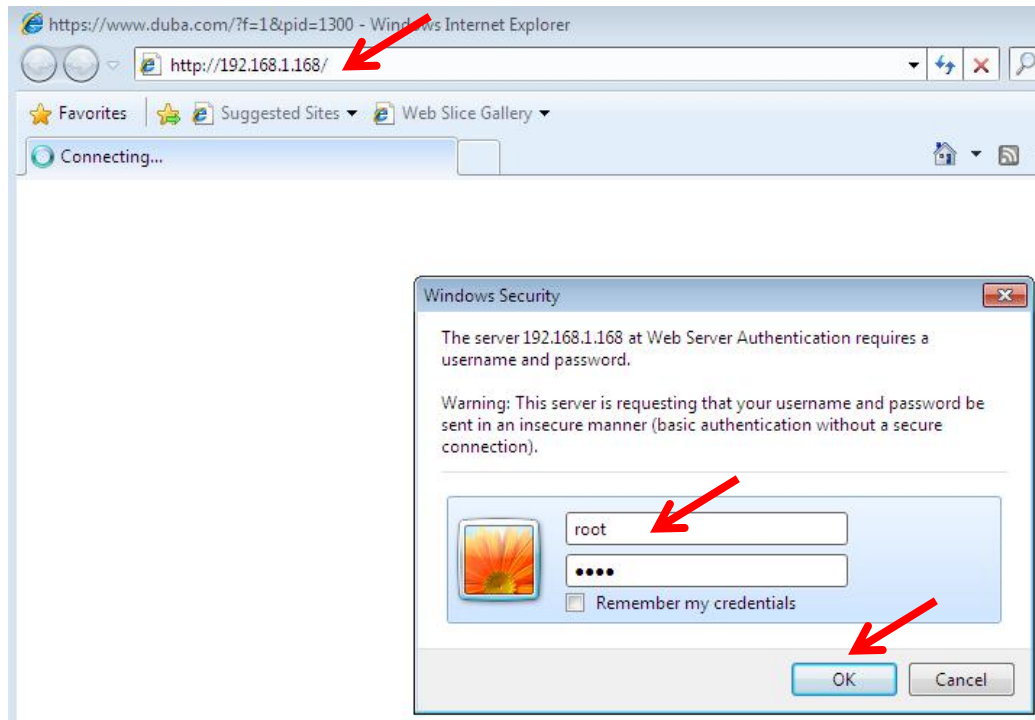 https://www.duba.com/?f=1&pid=1300 - Windows Internet Explorer
http://192.168.1.168/
Favorites Suggested Sites Web Slice Gallery
Connecting...
Windows Security
The server 192.168.1.168 at Web Server Authentication requires a
username and password.
Warning: This server is requesting that your username and password be
sent in an insecure manner (basic authentication without a secure
connection).
root
••••
Remember my credentials
OK Cancel